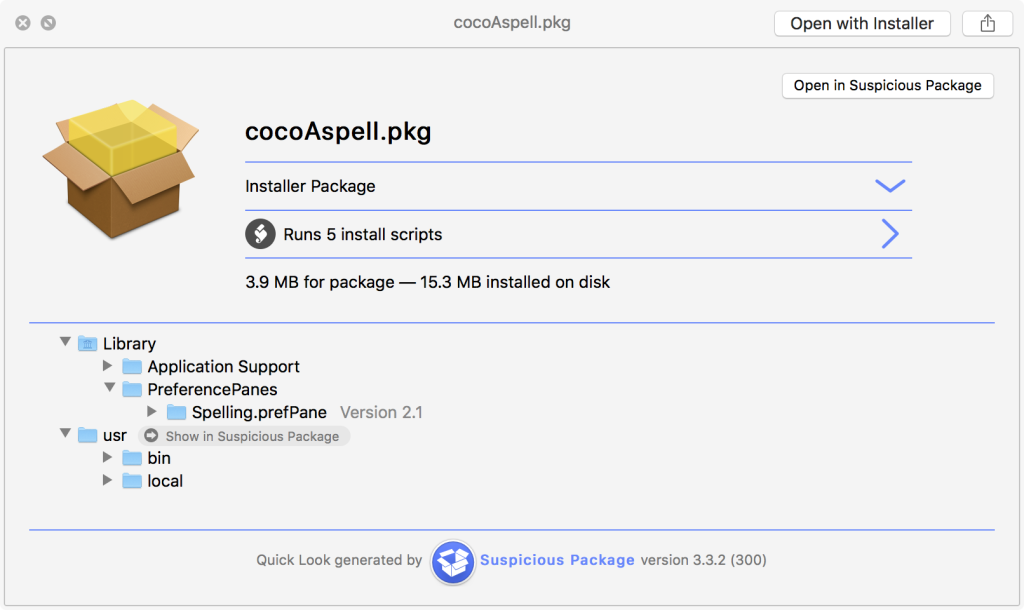 cocoAspell.pkg
Open with Installer
Open in Suspicious Package
cocoAspell.pkg
Installer Package
Runs 5 install scripts
3.9 MB for package — 15.3 MB installed on disk
Library
Application Support
PreferencePanes
Spelling.prefPane Version 2.1
usr Show in Suspicious Package
bin
local
Quick Look generated by Suspicious Package version 3.3.2 (300)